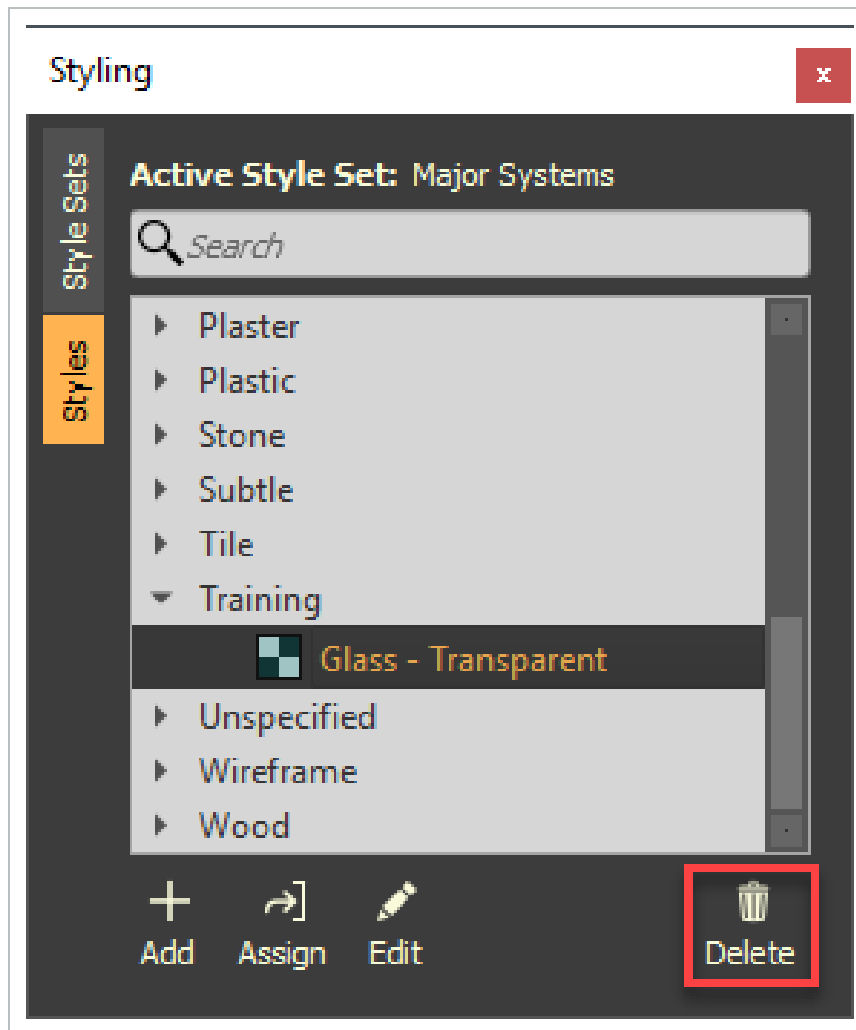 Styling
x
Style Sets
Styles
Active Style Set: Major Systems
Search
Plaster
Plastic
Stone
Subtle
Tile
Training
Glass - Transparent
Unspecified
Wireframe
Wood
Add Assign Edit Delete